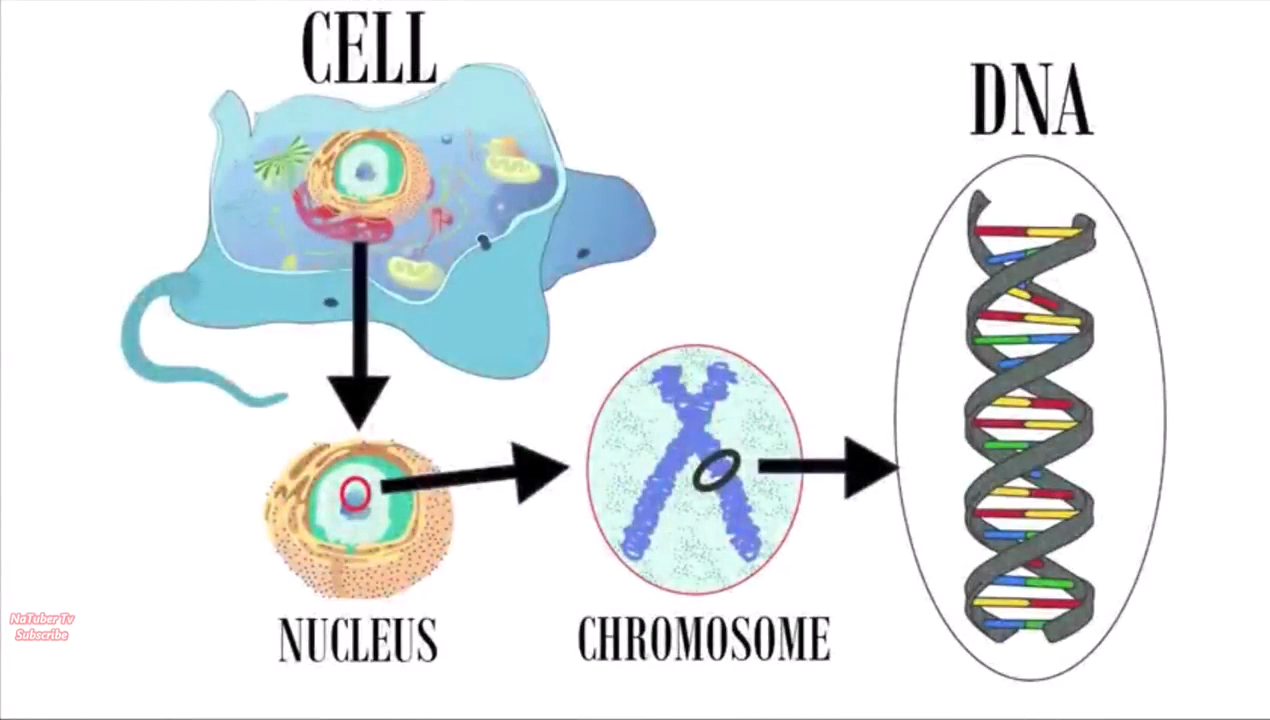 CELL
DNA
NUCLEUS
CHROMOSOME
NaTuber Tv
Subscribe